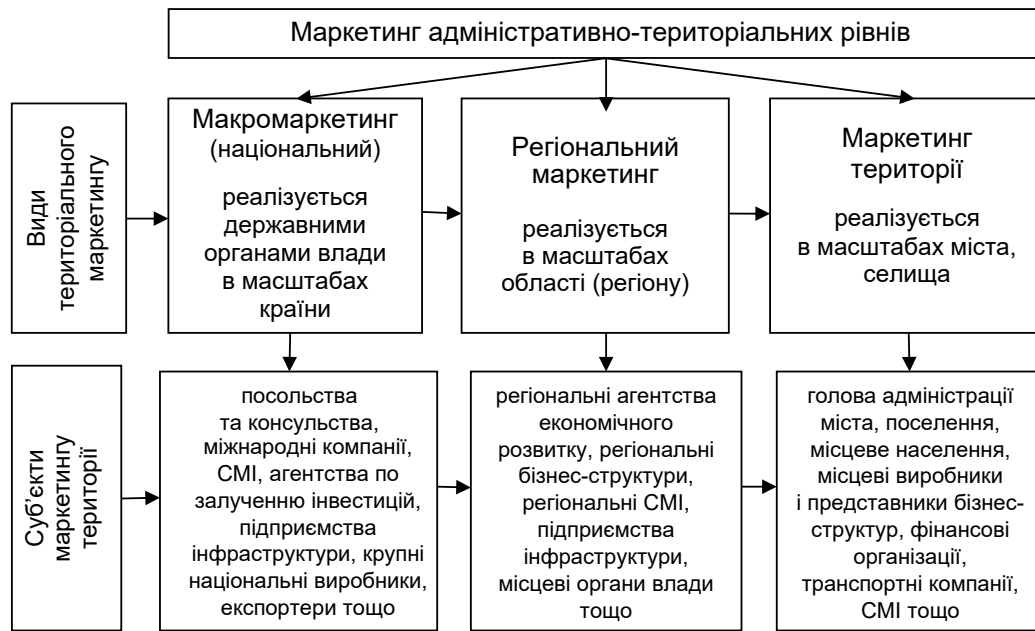 Маркетинг адміністративно-територіальних рівнів
Види
територіального
маркетингу
Макромаркетинг
(національний)
реалізується
державними
органами влади
в масштабах
країни
Регіональний
маркетинг
реалізується
в масштабах
області (регіону)
Маркетинг
території
реалізується
в масштабах міста,
селища
Суб’єкти
маркетингу
території
посольства
та консульства,
міжнародні компанії,
СМІ, агентства по
залученню інвестицій,
підприємства
інфраструктури, крупні
національні виробники,
експортери тощо
регіональні агентства
економічного
розвитку, регіональні
бізнес-структури,
регіональні СМІ,
підприємства
інфраструктури,
місцеві органи влади
тощо
голова адміністрації
міста, поселення,
місцеве населення,
місцеві виробники
і представники бізнес-
структур, фінансові
організації,
транспортні компанії,
СМІ тощо